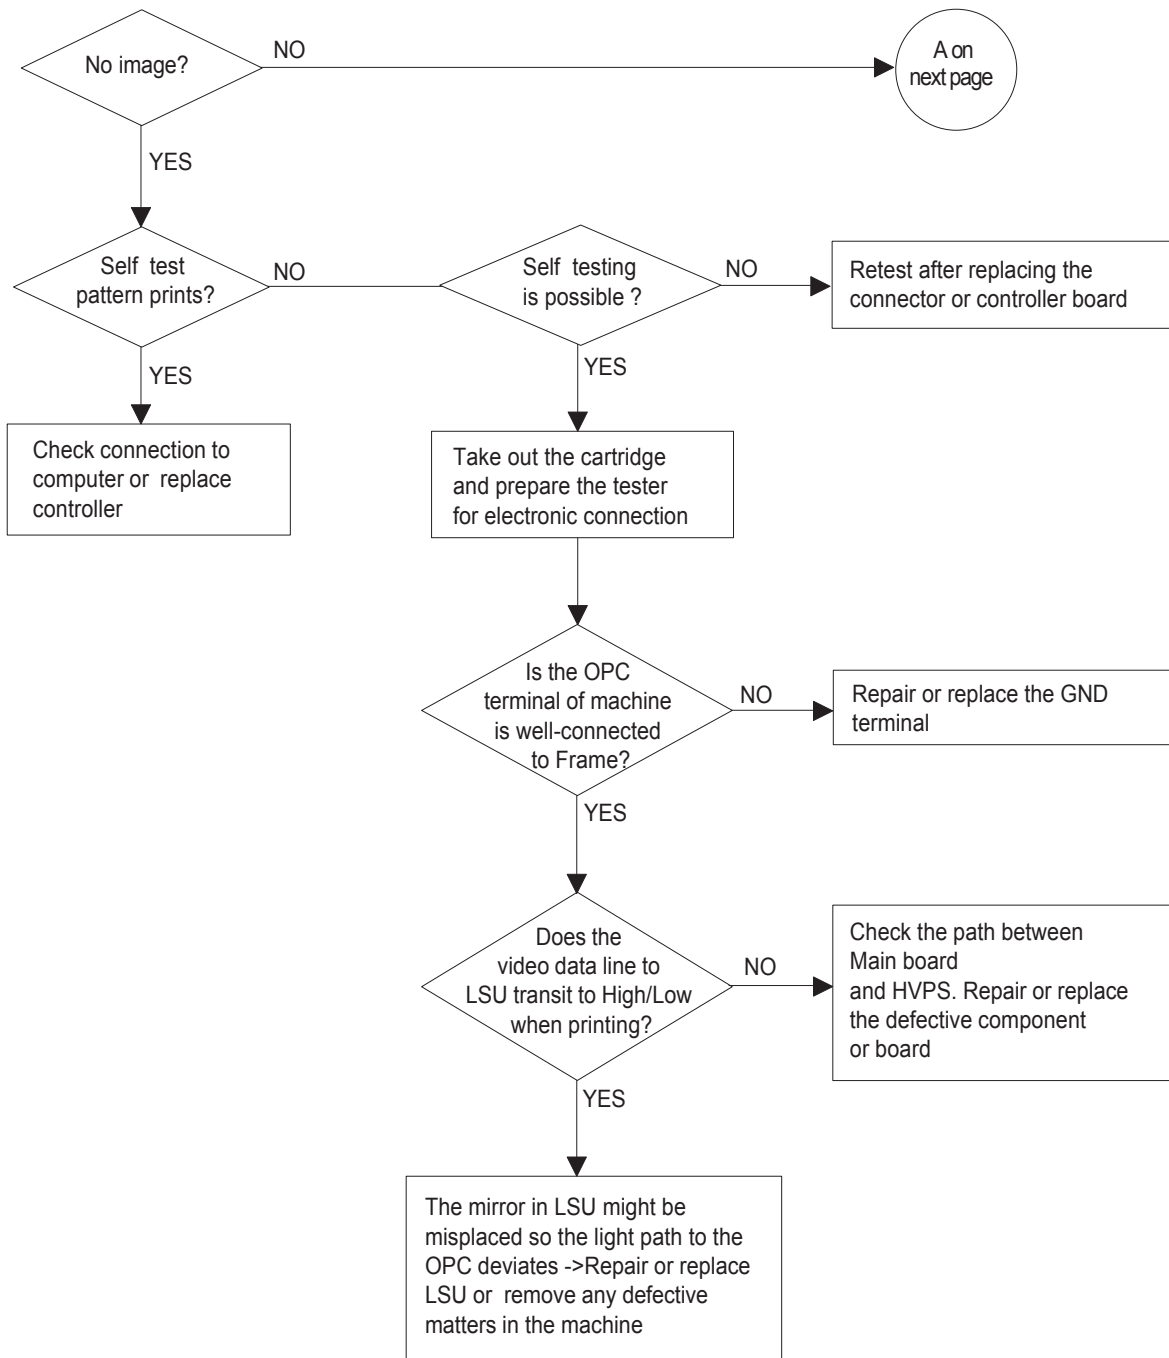 No image?
NO
A on
next page
YES
Self test
pattern prints?
NO
Self testing
is possible ?
NO
Retest after replacing the
connector or controller board
YES
YES
Check connection to
computer or replace
controller
Take out the cartridge
and prepare the tester
for electronic connection
Is the OPC
terminal of machine
is well-connected
to Frame?
NO
Repair or replace the GND
terminal
YES
Does the
video data line to
LSU transit to High/Low
when printing?
NO
Check the path between
Main board
and HVPS. Repair or replace
the defective component
or board
YES
The mirror in LSU might be
misplaced so the light path to the
OPC deviates ->Repair or replace
LSU or remove any defective
matters in the machine